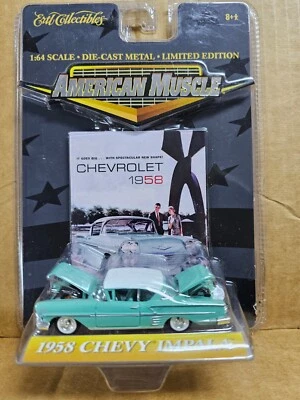 Ertl Collectibles
8+
1:64 SCALE • DIE-CAST METAL • LIMITED EDITION
AMERICAN MUSCLE
CHEVROLET
1958
1958 CHEVY IMPALA